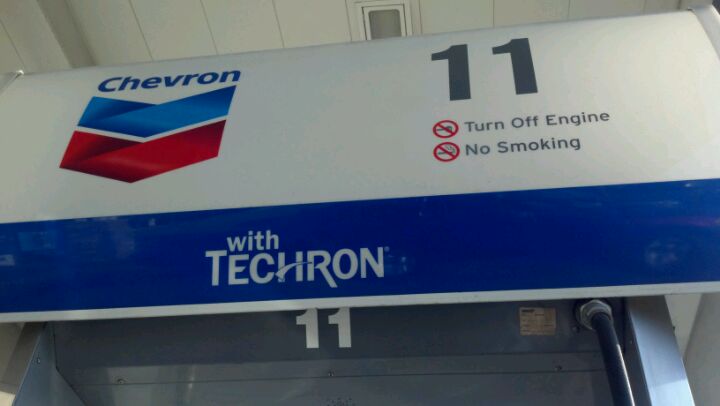 Chevron
11
Turn Off Engine
No Smoking
with
TECHRON
11